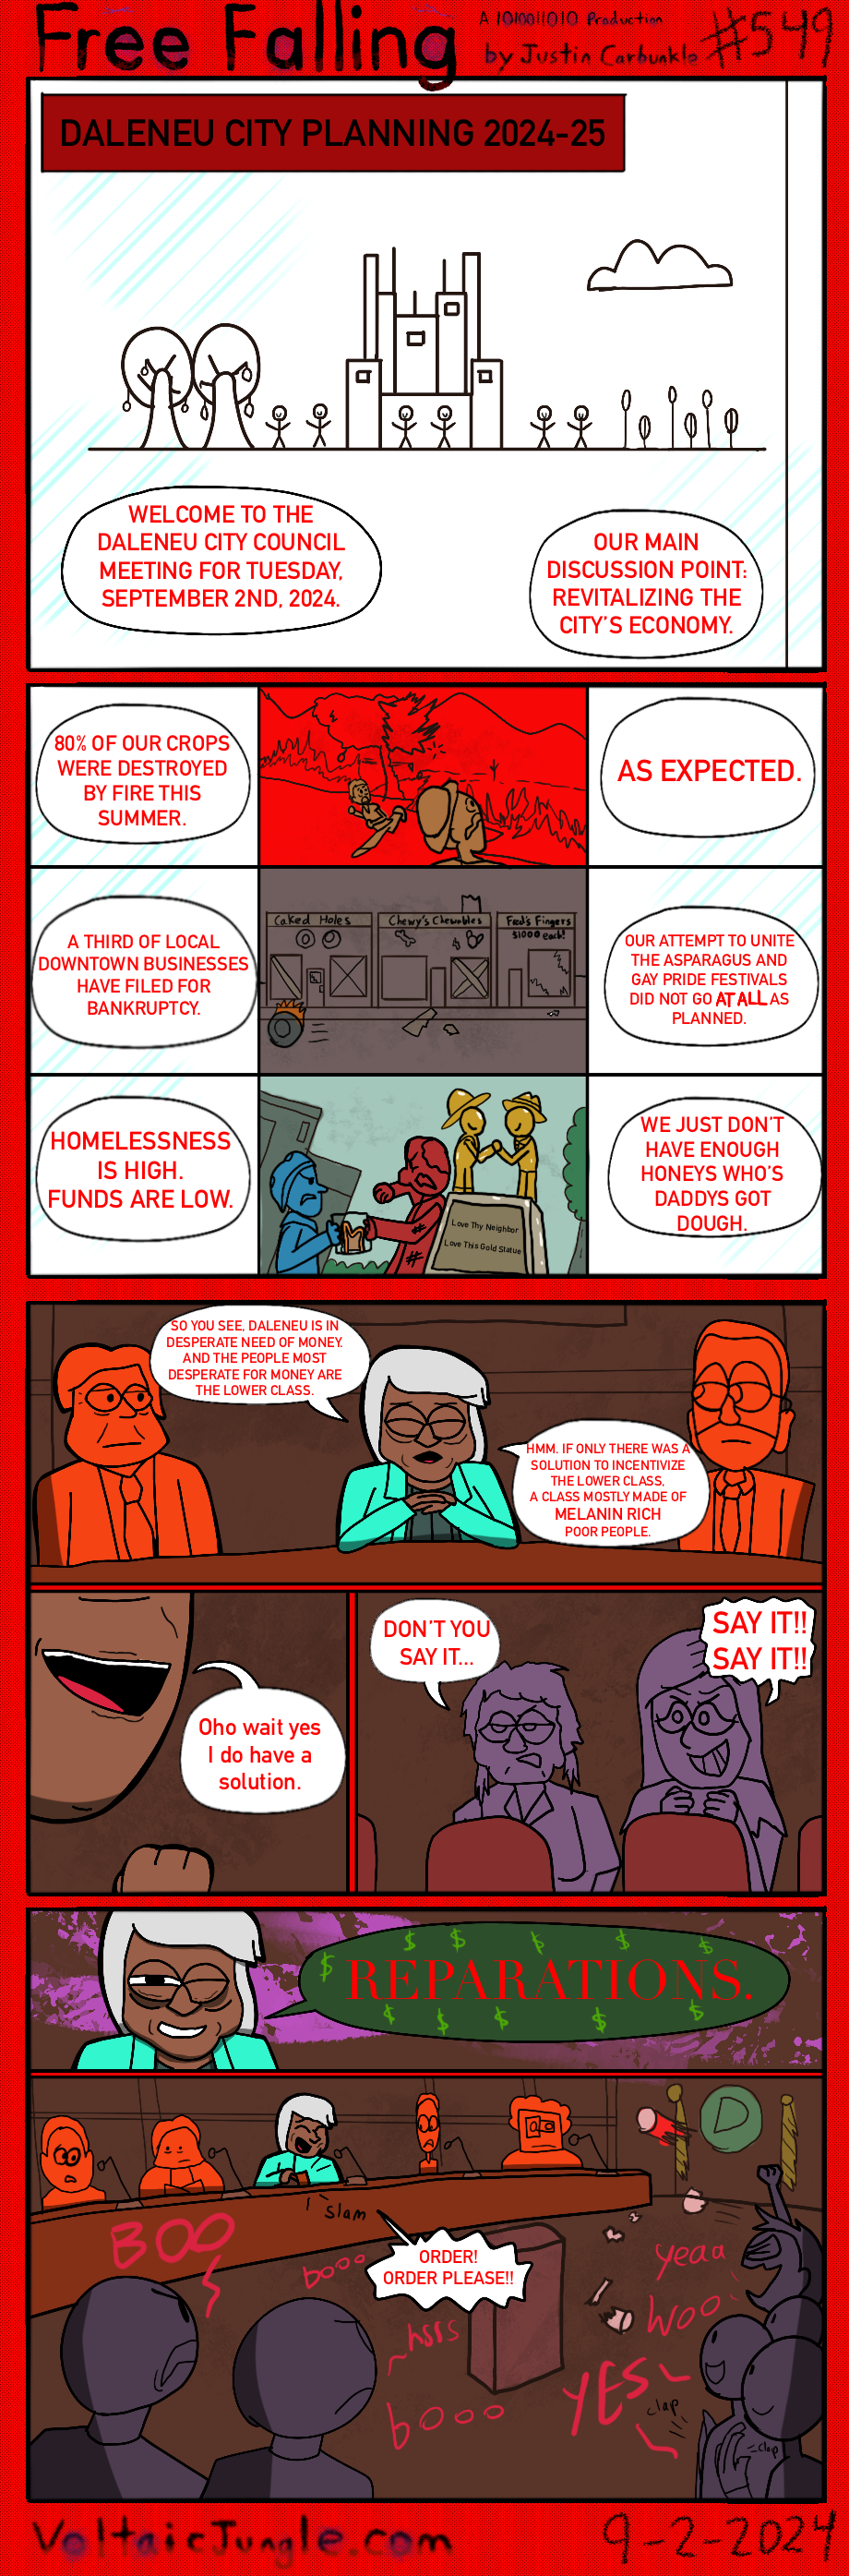 Free Falling
A 1010011010 Production
by Justin Carbunkle
#549
DALENEU CITY PLANNING 2024-25
WELCOME TO THE
DALENEU CITY COUNCIL
MEETING FOR TUESDAY,
SEPTEMBER 2ND, 2024.
OUR MAIN
DISCUSSION POINT:
REVITALIZING THE
CITY'S ECONOMY.
80% OF OUR CROPS
WERE DESTROYED
BY FIRE THIS
SUMMER.
AS EXPECTED.
A THIRD OF LOCAL
DOWNTOWN BUSINESSES
HAVE FILED FOR
BANKRUPTCY.
Caked Holes
Chewy's Chewables
Fred's Fingers
$1000 each!
OUR ATTEMPT TO UNITE
THE ASPARAGUS AND
GAY PRIDE FESTIVALS
DID NOT GO AT ALL AS
PLANNED.
HOMELESSNESS
IS HIGH.
FUNDS ARE LOW.
Love Thy Neighbor
Love This Gold Statue
WE JUST DON'T
HAVE ENOUGH
HONEYS WHO'S
DADDYS GOT
DOUGH.
SO YOU SEE, DALENEU IS IN
DESPERATE NEED OF MONEY.
AND THE PEOPLE MOST
DESPERATE FOR MONEY ARE
THE LOWER CLASS.
HMM. IF ONLY THERE WAS A
SOLUTION TO INCENTIVIZE
THE LOWER CLASS,
A CLASS MOSTLY MADE OF
MELANIN RICH
POOR PEOPLE.
Oho wait yes
I do have a
solution.
DON'T YOU
SAY IT...
SAY IT!!
SAY IT!!
$ $ $ $ $ $
REPARATIONS.
$ $ $ $ $
D
slam
BOO
booo
ORDER!
ORDER PLEASE!!
yeaa
Woo
hsss
YES
booo
clap
clap
VoltaicJungle.com
9-2-2024